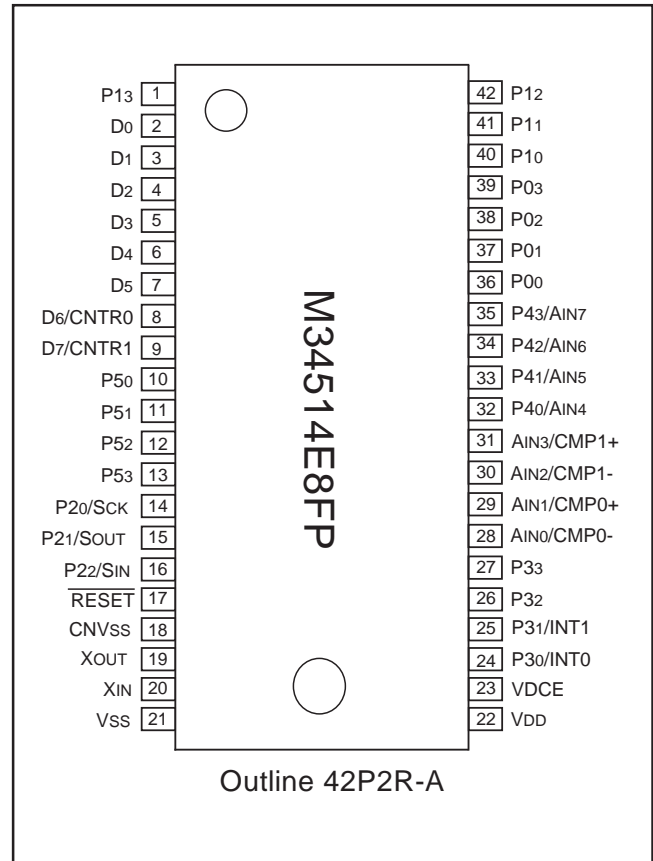 P13 1 42 P12
D0 2 41 P11
D1 3 40 P10
D2 4 39 P03
D3 5 38 P02
D4 6 37 P01
D5 7 36 P00
D6/CNTR0 8 35 P43/AIN7
D7/CNTR1 9 34 P42/AIN6
P50 10 33 P41/AIN5
P51 11 32 P40/AIN4
P52 12 31 AIN3/CMP1+
P53 13 30 AIN2/CMP1-
P20/SCK 14 29 AIN1/CMP0+
P21/SOUT 15 28 AIN0/CMP0-
P22/SIN 16 27 P33
RESET 17 26 P32
CNVSS 18 25 P31/INT1
XOUT 19 24 P30/INT0
XIN 20 23 VDCE
VSS 21 22 VDD
M34514E8FP
Outline 42P2R-A